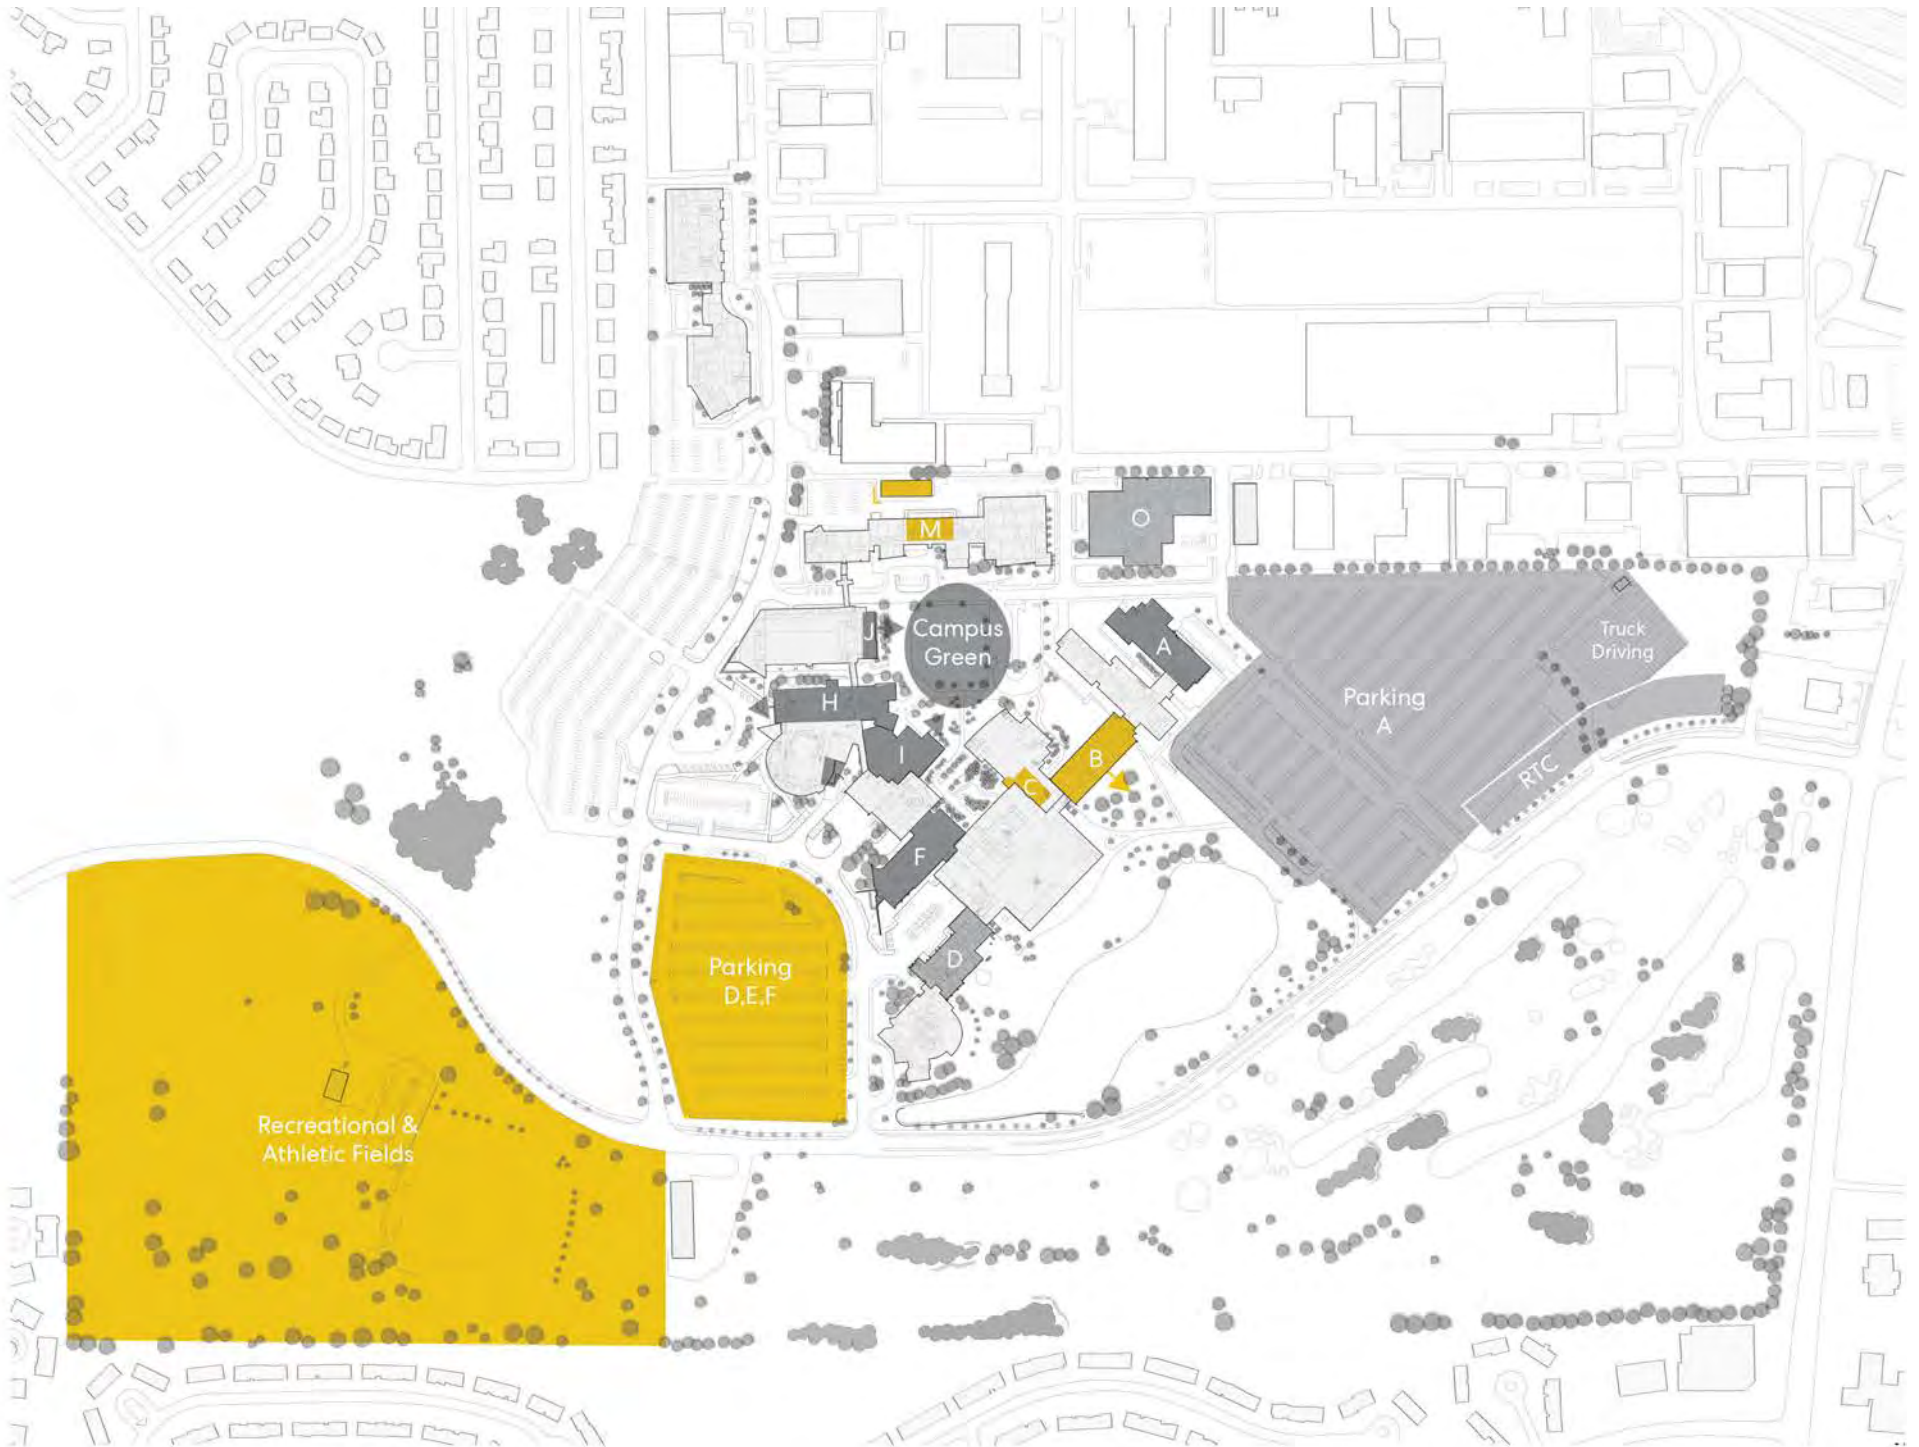 M
O
J
Campus
Green
A
Truck
Driving
H
Parking
A
I
B
RTC
C
F
D
Parking
D,E,F
Recreational &
Athletic Fields